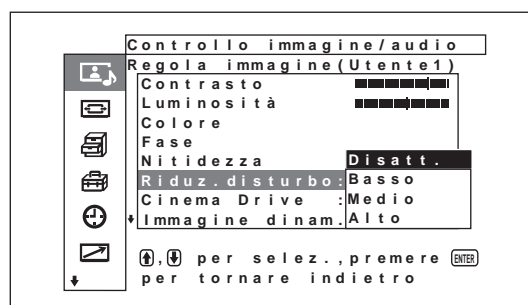 Controllo immagine/audio
Regola immagine(Utente1)
Contrasto
Luminosità
Colore
Fase
Nitidezza
Riduz.disturbo:
Cinema Drive :
Immagine dinam.
Disatt.
Basso
Medio
Alto
, per selez.,premere ENTER
per tornare indietro